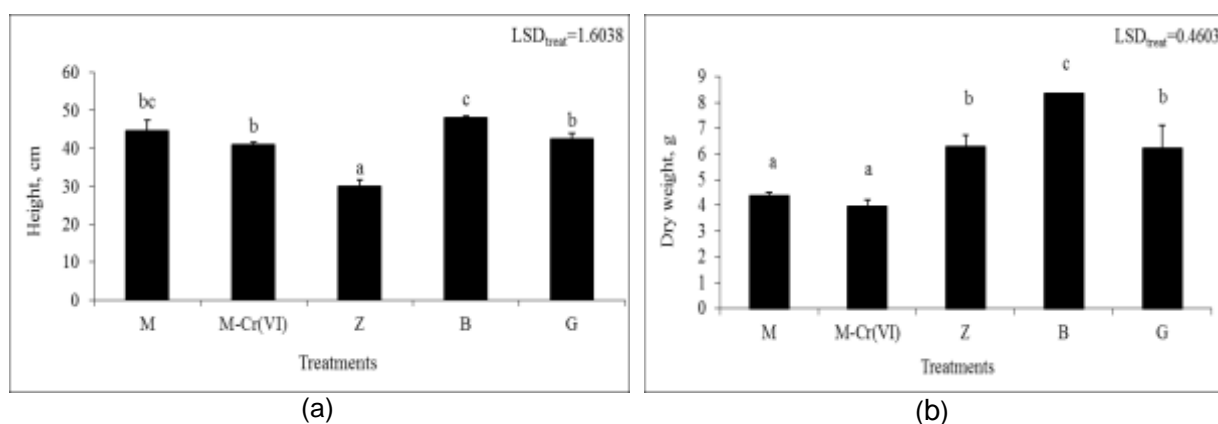 LSDtreat=1.6038
60
50
40
30
20
10
0
Height, cm
bc
b
a
c
b
M
M-Cr(VI)
Z
B
G
Treatments
(a)
LSDtreat=0.4603
9
8
7
6
5
4
3
2
1
0
Dry weight, g
a
a
b
c
b
M
M-Cr(VI)
Z
B
G
Treatments
(b)